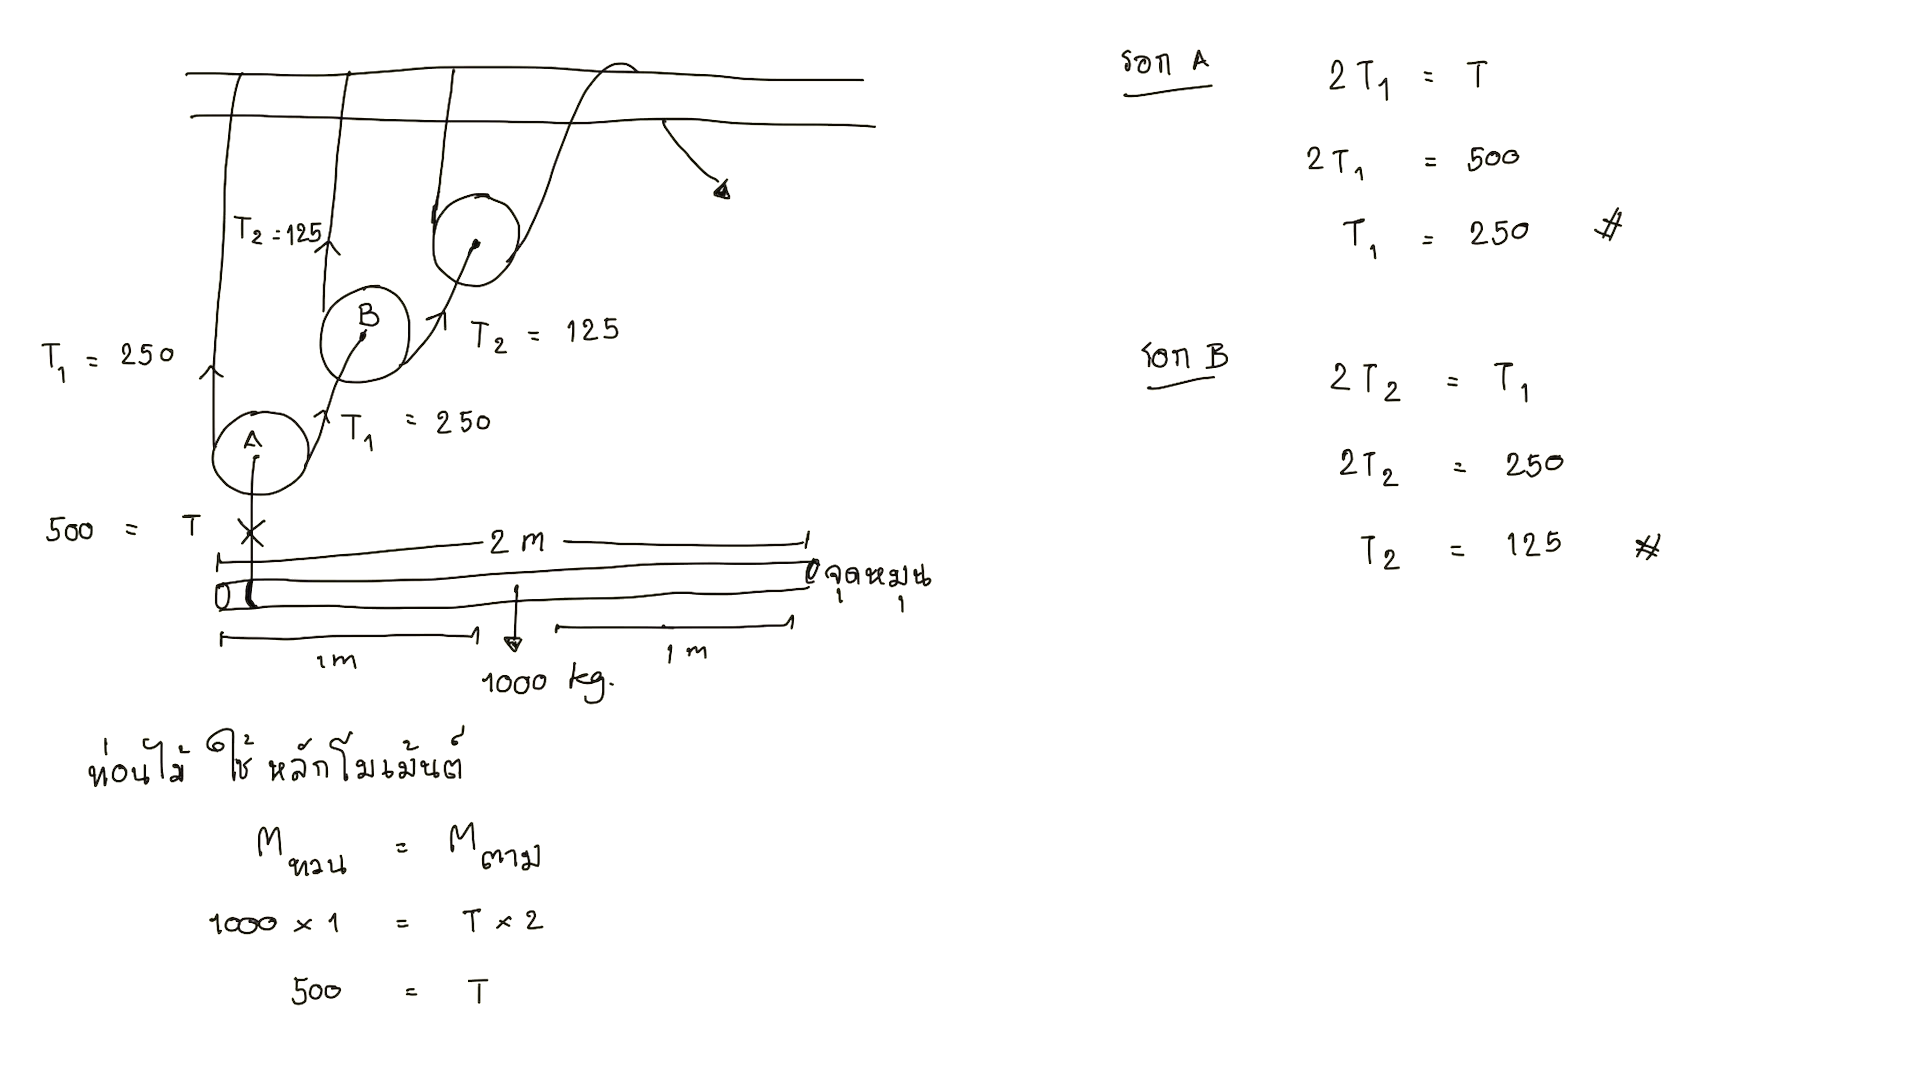 T2 = 125
B
T2 = 125
T1 = 250
A
T1 = 250
500 = T
2 m
จุดหมุน
1m
1 m
1000 kg.
ท่อนไม้ ใช้ หลักโมเม้นต์
Mทวน = Mตาม
1000 × 1 = T × 2
500 = T
รอก A
2T1 = T
2T1 = 500
T1 = 250 #
รอก B
2T2 = T1
2T2 = 250
T2 = 125 #